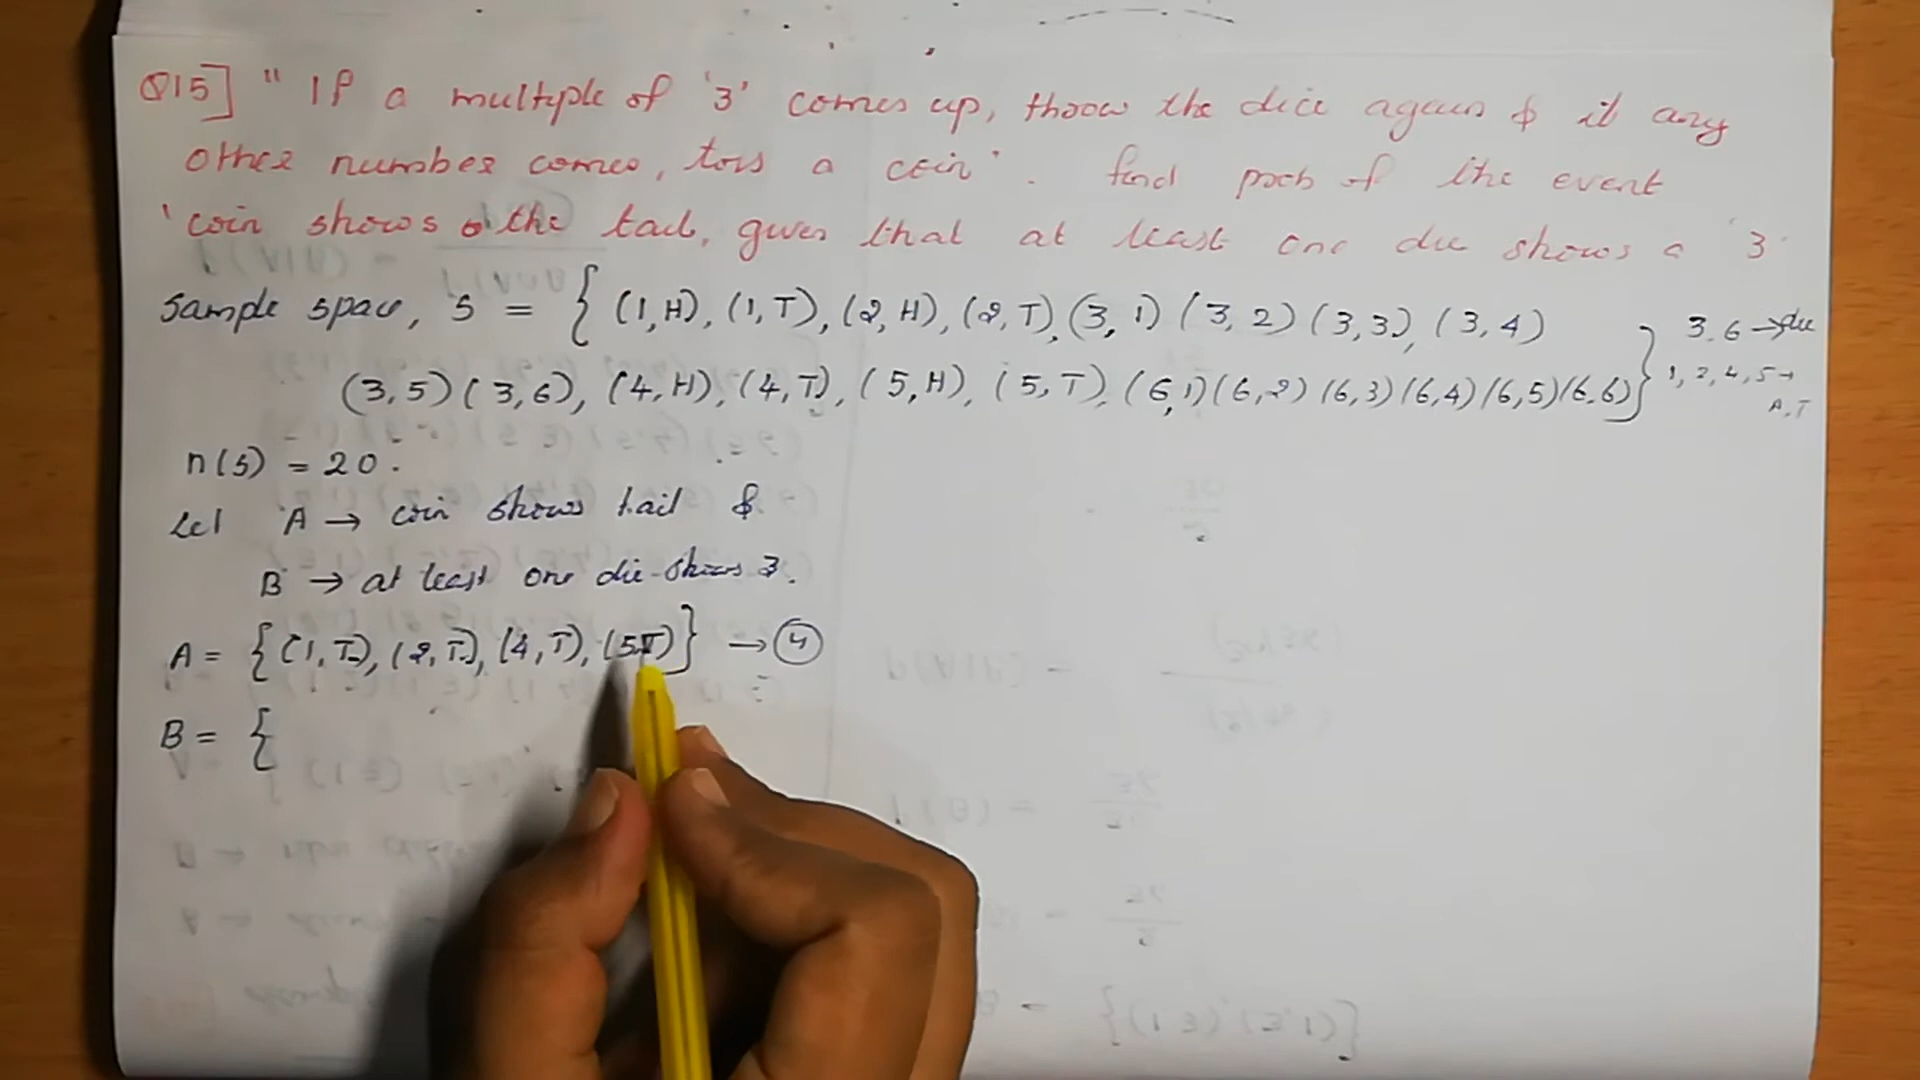 Q15] " If a multiple of '3' comes up, throw the dice again & if any
other number comes, toss a coin". find prob of the event
'coin shows the tail, given that at least one die shows a '3'
Sample space, S = { (1,H), (1,T), (2,H), (2,T), (3,1) (3,2) (3,3), (3,4)
(3,5) (3,6), (4,H), (4,T), (5,H), (5,T), (6,1) (6,2) (6,3) (6,4) (6,5) (6,6) }
3,6 → die
1, 2, 4, 5 →
H,T
n(S) = 20.
Let A → coin shows tail &
B → at least one die shows 3.
A = { (1,T), (2,T), (4,T), (5,T) } → 4
B = {